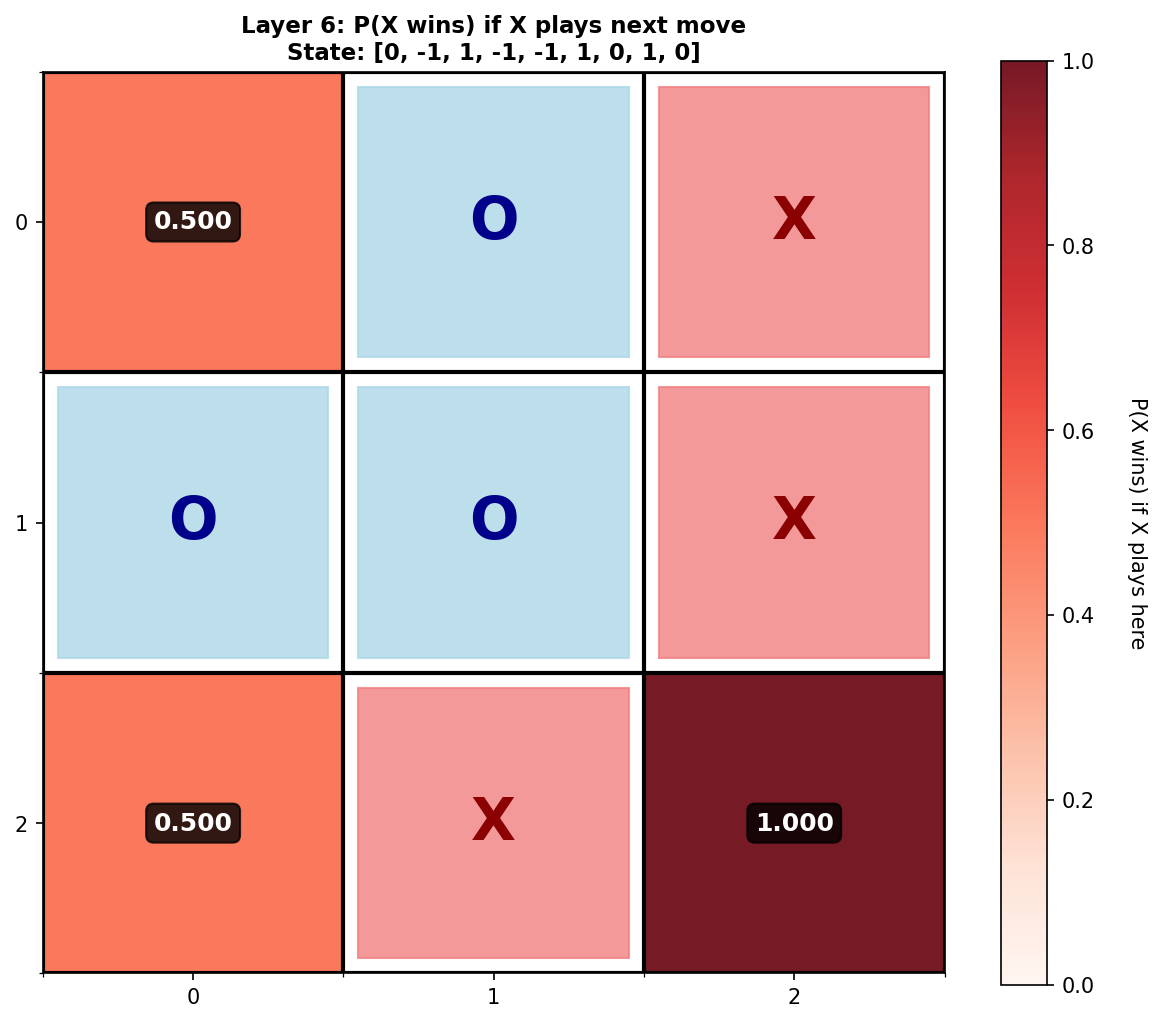 Layer 6: P(X wins) if X plays next move
State: [0, -1, 1, -1, -1, 1, 0, 1, 0]
0
0.500
O
X
1
O
O
X
2
0.500
X
1.000
0
1
2
1.0
0.8
0.6
0.4
0.2
0.0
P(X wins) if X plays here